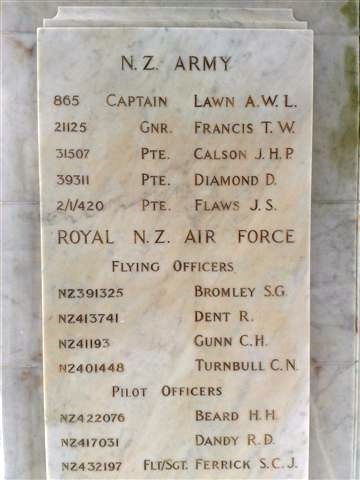 N.Z. ARMY
865 CAPTAIN LAWN A.W.L.
21125 GNR. FRANCIS T.W.
31507 PTE. CALSON J.H.P.
39311 PTE. DIAMOND D.
2/1/420 PTE. FLAWS J.S.
ROYAL N.Z. AIR FORCE
FLYING OFFICERS
NZ391325 BROMLEY S.G.
NZ413741 DENT R.
NZ41193 GUNN C.H.
NZ401448 TURNBULL C.N.
PILOT OFFICERS
NZ422076 BEARD H.H.
NZ417031 DANDY R.D.
NZ432197 FLT/SGT. FERRICK S.C.J.